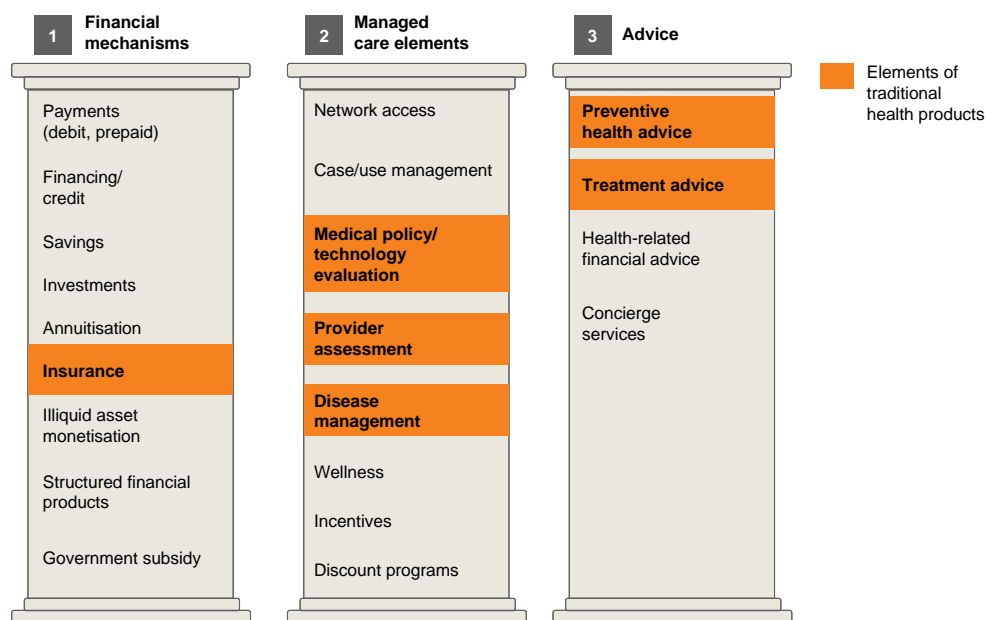 1
Financial
mechanisms
Payments
(debit, prepaid)
Financing/
credit
Savings
Investments
Annuitisation
Insurance
Illiquid asset
monetisation
Structured financial
products
Government subsidy
2
Managed
care elements
Network access
Case/use management
Medical policy/
technology
evaluation
Provider
assessment
Disease
management
Wellness
Incentives
Discount programs
3
Advice
Preventive
health advice
Treatment advice
Health-related
financial advice
Concierge
services
Elements of
traditional
health products